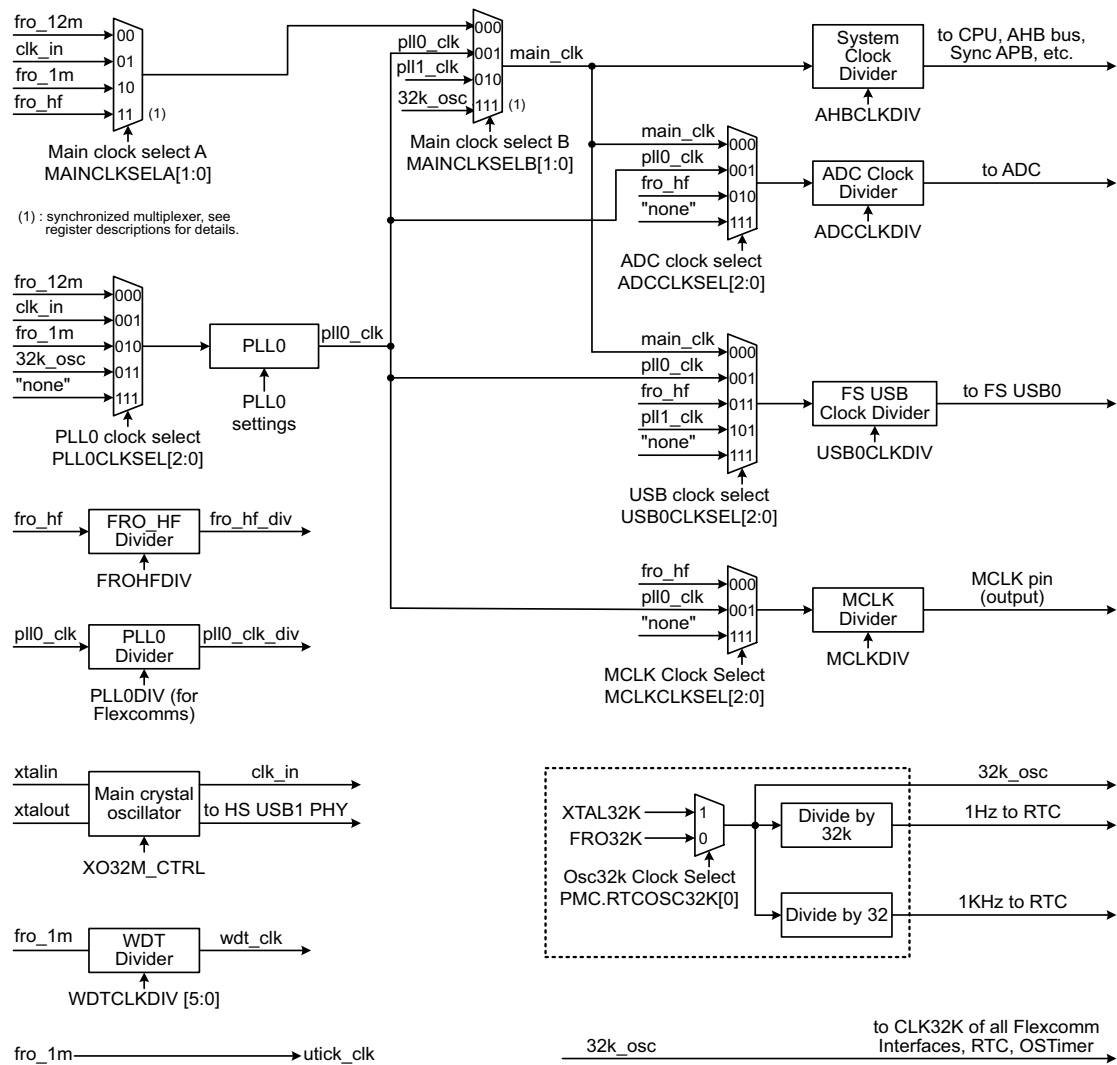 fro_12m
clk_in
fro_1m
fro_hf
00
01
10
11
(1)
Main clock select A
MAINCLKSELA[1:0]
(1) : synchronized multiplexer, see
register descriptions for details.
pll0_clk
pll1_clk
32k_osc
000
001
010
111
(1)
Main clock select B
MAINCLKSELB[1:0]
main_clk
System
Clock
Divider
AHBCLKDIV
to CPU, AHB bus,
Sync APB, etc.
main_clk
pll0_clk
fro_hf
"none"
000
001
010
111
ADC clock select
ADCCLKSEL[2:0]
ADC Clock
Divider
ADCCLKDIV
to ADC
fro_12m
clk_in
fro_1m
32k_osc
"none"
000
001
010
011
111
PLL0 clock select
PLL0CLKSEL[2:0]
PLL0
PLL0
settings
pll0_clk
main_clk
pll0_clk
fro_hf
pll1_clk
"none"
000
001
011
101
111
USB clock select
USB0CLKSEL[2:0]
FS USB
Clock Divider
USB0CLKDIV
to FS USB0
fro_hf
FRO_HF
Divider
fro_hf_div
FROHFDIV
fro_hf
pll0_clk
"none"
000
001
111
MCLK Clock Select
MCLKCLKSEL[2:0]
MCLK
Divider
MCLKDIV
MCLK pin
(output)
pll0_clk
PLL0
Divider
pll0_clk_div
PLL0DIV (for
Flexcomms)
xtalin
xtalout
Main crystal
oscillator
clk_in
to HS USB1 PHY
XO32M_CTRL
XTAL32K
FRO32K
1
0
Osc32k Clock Select
PMC.RTCOSC32K[0]
Divide by
32k
Divide by 32
32k_osc
1Hz to RTC
1KHz to RTC
fro_1m
WDT
Divider
wdt_clk
WDTCLKDIV [5:0]
fro_1m
utick_clk
32k_osc
to CLK32K of all Flexcomm
Interfaces, RTC, OSTimer